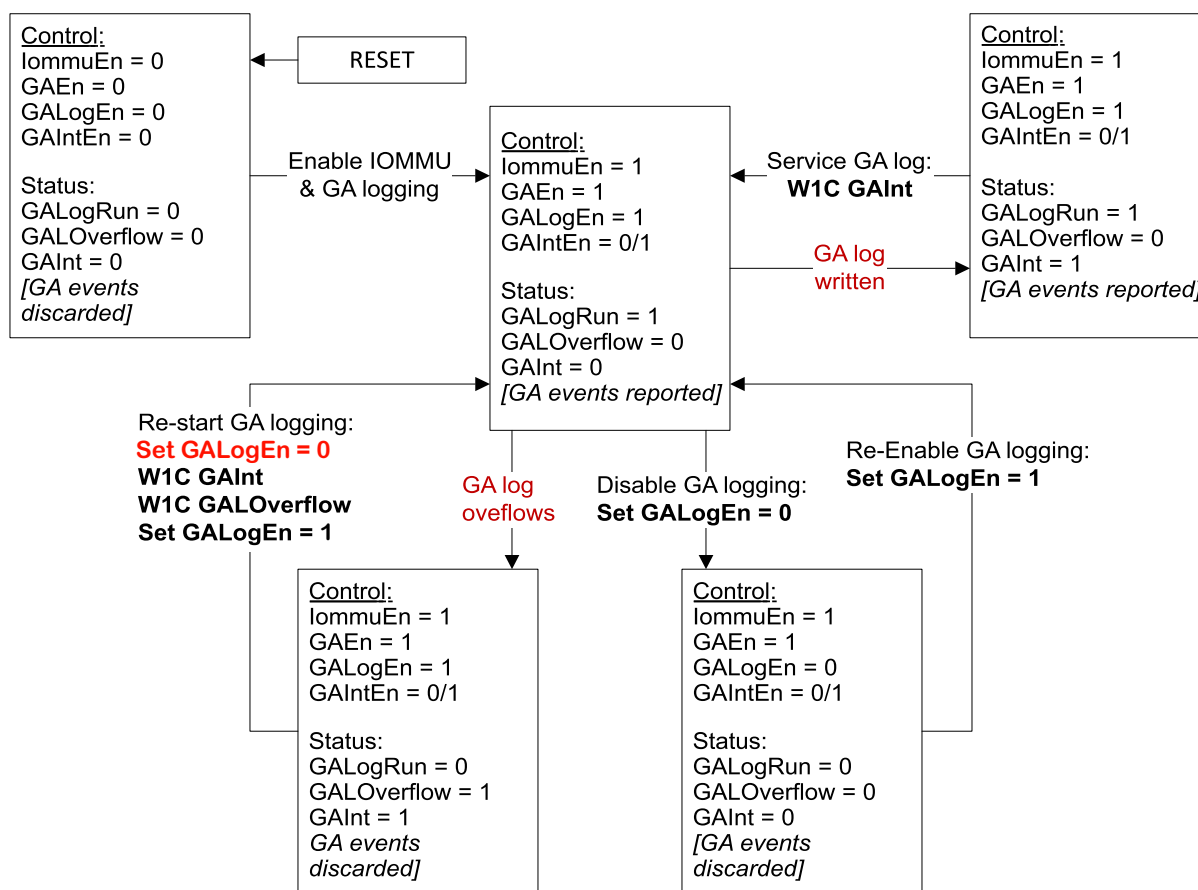 Control:
IommuEn = 0
GAEn = 0
GALogEn = 0
GAIntEn = 0
Status:
GALogRun = 0
GALOverflow = 0
GAInt = 0
[GA events
discarded]
RESET
Enable IOMMU
& GA logging
Control:
IommuEn = 1
GAEn = 1
GALogEn = 1
GAIntEn = 0/1
Status:
GALogRun = 1
GALOverflow = 0
GAInt = 0
[GA events reported]
Service GA log:
W1C GAInt
GA log
written
Control:
IommuEn = 1
GAEn = 1
GALogEn = 1
GAIntEn = 0/1
Status:
GALogRun = 1
GALOverflow = 0
GAInt = 1
[GA events reported]
Re-start GA logging:
Set GALogEn = 0
W1C GAInt
W1C GALOverflow
Set GALogEn = 1
GA log
oveflows
Disable GA logging:
Set GALogEn = 0
Re-Enable GA logging:
Set GALogEn = 1
Control:
IommuEn = 1
GAEn = 1
GALogEn = 1
GAIntEn = 0/1
Status:
GALogRun = 0
GALOverflow = 1
GAInt = 1
GA events
discarded]
Control:
IommuEn = 1
GAEn = 1
GALogEn = 0
GAIntEn = 0/1
Status:
GALogRun = 0
GALOverflow = 0
GAInt = 0
[GA events
discarded]